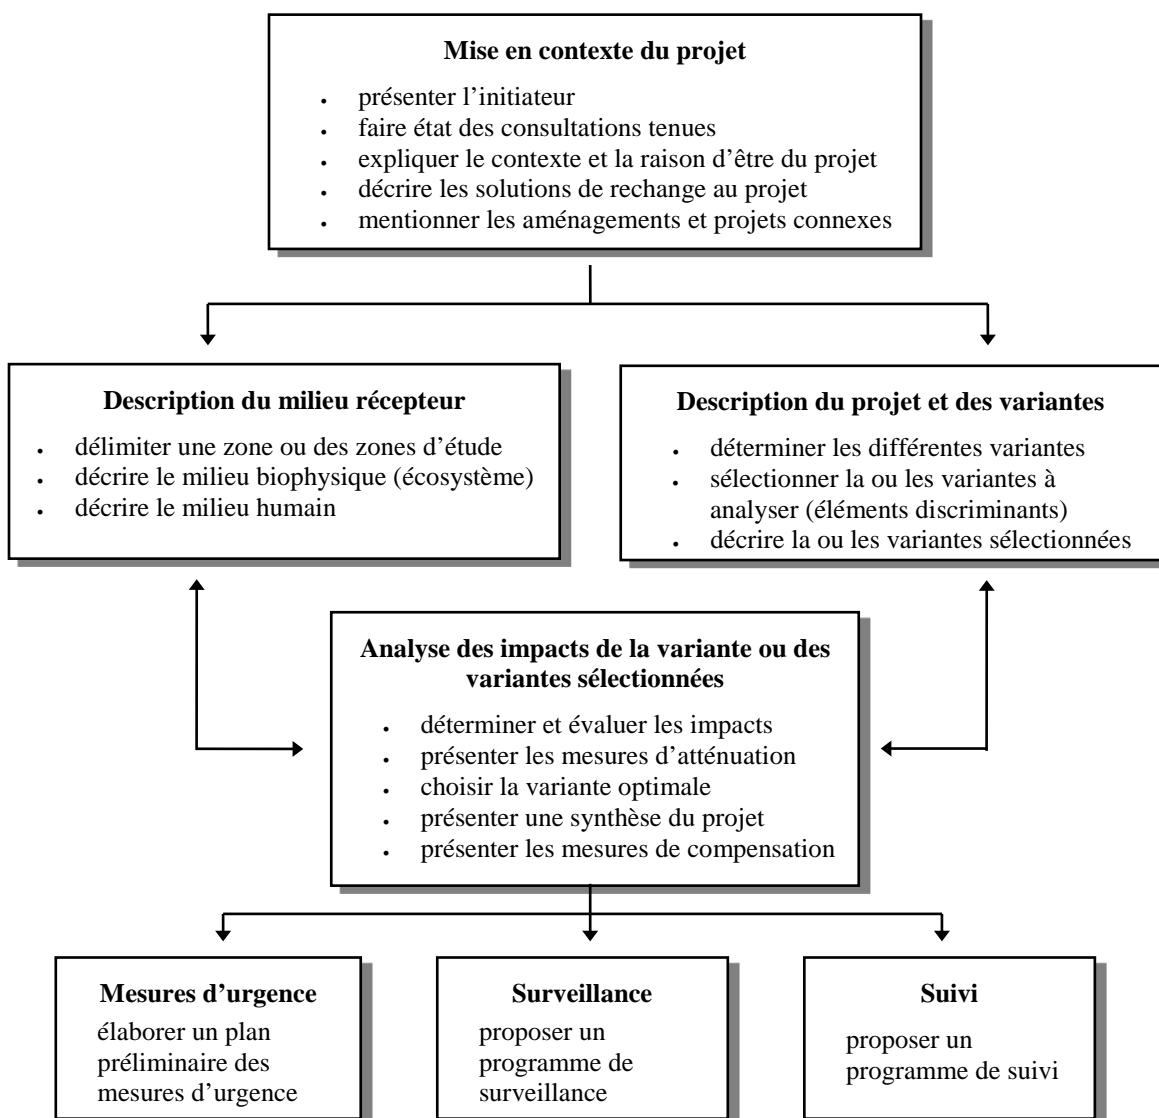 Mise en contexte du projet
• présenter l’initiateur
• faire état des consultations tenues
• expliquer le contexte et la raison d’être du projet
• décrire les solutions de rechange au projet
• mentionner les aménagements et projets connexes
Description du milieu récepteur
• délimiter une zone ou des zones d’étude
• décrire le milieu biophysique (écosystème)
• décrire le milieu humain
Description du projet et des variantes
• déterminer les différentes variantes
• sélectionner la ou les variantes à
analyser (éléments discriminants)
• décrire la ou les variantes sélectionnées
Analyse des impacts de la variante ou des
variantes sélectionnées
• déterminer et évaluer les impacts
• présenter les mesures d’atténuation
• choisir la variante optimale
• présenter une synthèse du projet
• présenter les mesures de compensation
Mesures d’urgence
élaborer un plan
préliminaire des
mesures d’urgence
Surveillance
proposer un
programme de
surveillance
Suivi
proposer un
programme de suivi